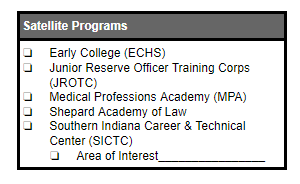 Satellite Programs
❏ Early College (ECHS)
❏ Junior Reserve Officer Training Corps
(JROTC)
❏ Medical Professions Academy (MPA)
❏ Shepard Academy of Law
❏ Southern Indiana Career & Technical
Center (SICTC)
❏ Area of Interest________________